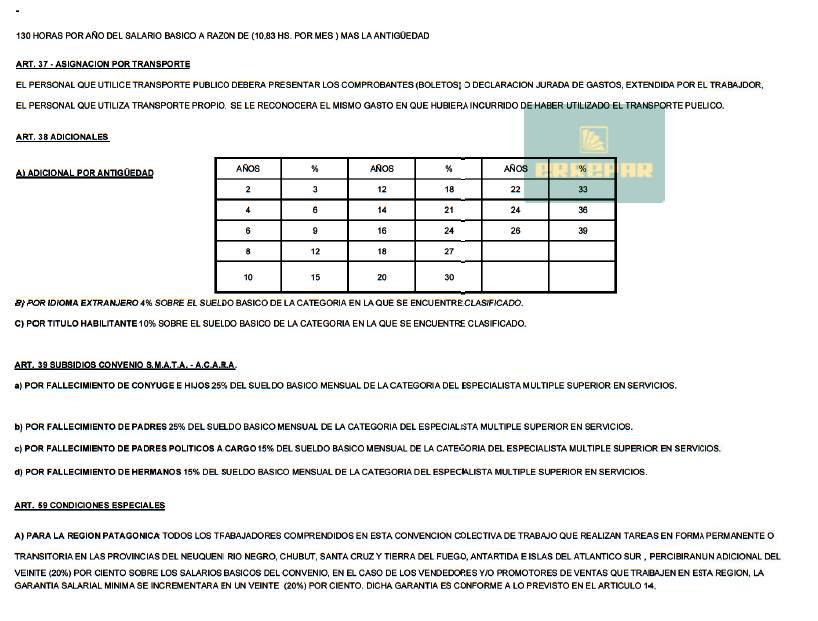 -
130 HORAS POR AÑO DEL SALARIO BASICO A RAZON DE (10,83 HS. POR MES ) MAS LA ANTIGÜEDAD
ART. 37 - ASIGNACION POR TRANSPORTE
EL PERSONAL QUE UTILICE TRANSPORTE PUBLICO DEBERA PRESENTAR LOS COMPROBANTES (BOLETOS) O DECLARACION JURADA DE GASTOS, EXTENDIDA POR EL TRABAJDOR,
EL PERSONAL QUE UTILIZA TRANSPORTE PROPIO, SE LE RECONOCERA EL MISMO GASTO EN QUE HUBIERA INCURRIDO DE HABER UTILIZADO EL TRANSPORTE PUELICO.
ART. 38 ADICIONALES
A) ADICIONAL POR ANTIGÜEDAD
AÑOS % AÑOS % AÑOS %
ERREPAR
2 3 12 18 22 33
4 6 14 21 24 36
6 9 16 24 26 39
8 12 18 27
10 15 20 30
B) POR IDIOMA EXTRANJERO 4% SOBRE EL SUELDO BASICO DE LA CATEGORIA EN LA QUE SE ENCUENTRE CLASIFICADO.
C) POR TITULO HABILITANTE 10% SOBRE EL SUELDO BASICO DE LA CATEGORIA EN LA QUE SE ENCUENTRE CLASIFICADO.
ART. 39 SUBSIDIOS CONVENIO S.M.A.T.A. - A.C.A.R.A.
a) POR FALLECIMIENTO DE CONYUGE E HIJOS 25% DEL SUELDO BASICO MENSUAL DE LA CATEGORIA DEL ESPECIALISTA MULTIPLE SUPERIOR EN SERVICIOS.
b) POR FALLECIMIENTO DE PADRES 25% DEL SUELDO BASICO MENSUAL DE LA CATEGORIA DEL ESPECIALISTA MULTIPLE SUPERIOR EN SERVICIOS.
c) POR FALLECIMIENTO DE PADRES POLITICOS A CARGO 15% DEL SUELDO BASICO MENSUAL DE LA CATEGORIA DEL ESPECIALISTA MULTIPLE SUPERIOR EN SERVICIOS.
d) POR FALLECIMIENTO DE HERMANOS 15% DEL SUELDO BASICO MENSUAL DE LA CATEGORIA DEL ESPECIALISTA MULTIPLE SUPERIOR EN SERVICIOS.
ART. 59 CONDICIONES ESPECIALES
A) PARA LA REGION PATAGONICA TODOS LOS TRABAJADORES COMPRENDIDOS EN ESTA CONVENCION COLECTIVA DE TRABAJO QUE REALIZAN TAREAS EN FORMA PERMANENTE O
TRANSITORIA EN LAS PROVINCIAS DEL NEUQUEN RIO NEGRO, CHUBUT, SANTA CRUZ Y TIERRA DEL FUEGO, ANTARTIDA E ISLAS DEL ATLANTICO SUR , PERCIBIRAN UN ADICIONAL DEL
VEINTE (20%) POR CIENTO SOBRE LOS SALARIOS BASICOS DEL CONVENIO, EN EL CASO DE LOS VENDEDORES Y/O PROMOTORES DE VENTAS QUE TRABAJEN EN ESTA REGION, LA
GARANTIA SALARIAL MINIMA SE INCREMENTARA EN UN VEINTE (20%) POR CIENTO. DICHA GARANTIA ES CONFORME A LO PREVISTO EN EL ARTICULO 14.